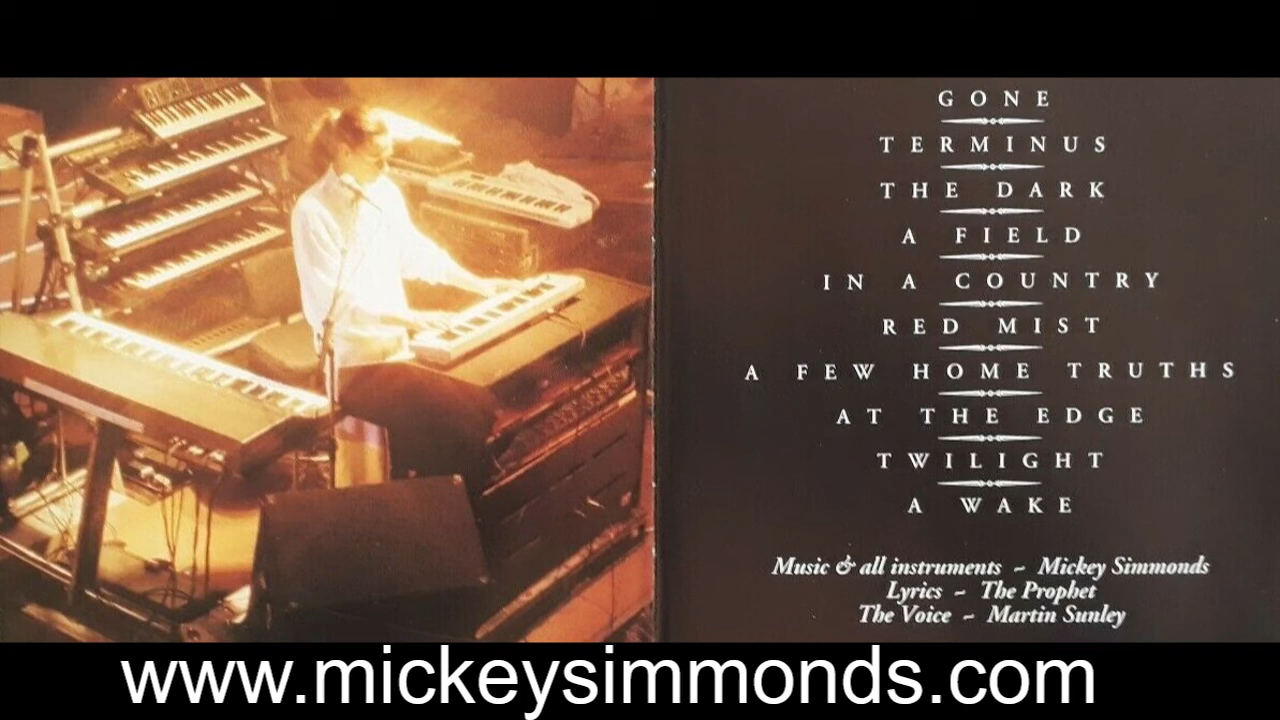 GONE
TERMINUS
THE DARK
A FIELD
IN A COUNTRY
RED MIST
A FEW HOME TRUTHS
AT THE EDGE
TWILIGHT
A WAKE
Music & all instruments ~ Mickey Simmonds
Lyrics ~ The Prophet
The Voice ~ Martin Sunley
www.mickeysimmonds.com